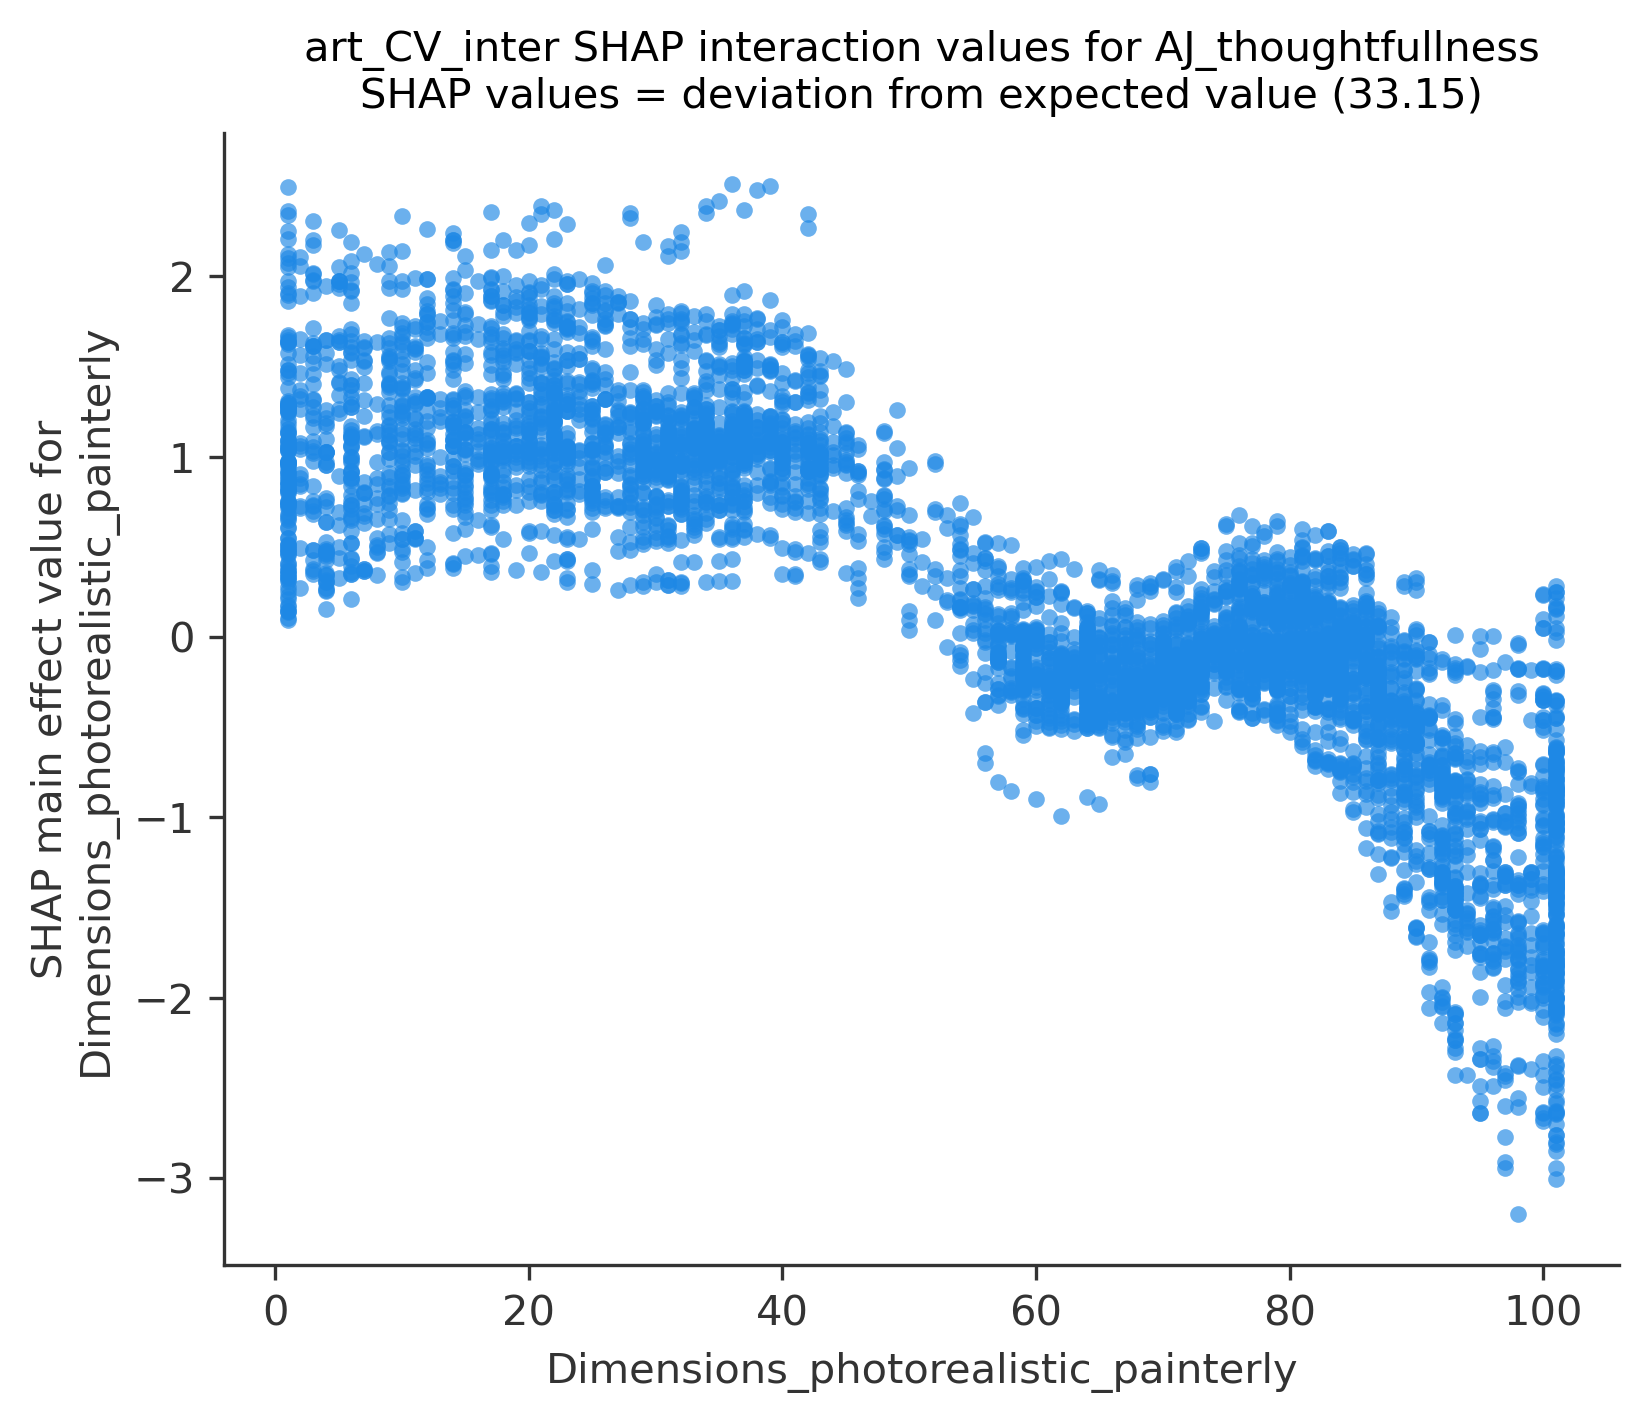 art_CV_inter SHAP interaction values for AJ_thoughtfullness
SHAP values = deviation from expected value (33.15)
SHAP main effect value for
Dimensions_photorealistic_painterly
2
1
0
−1
−2
−3
0
20
40
60
80
100
Dimensions_photorealistic_painterly